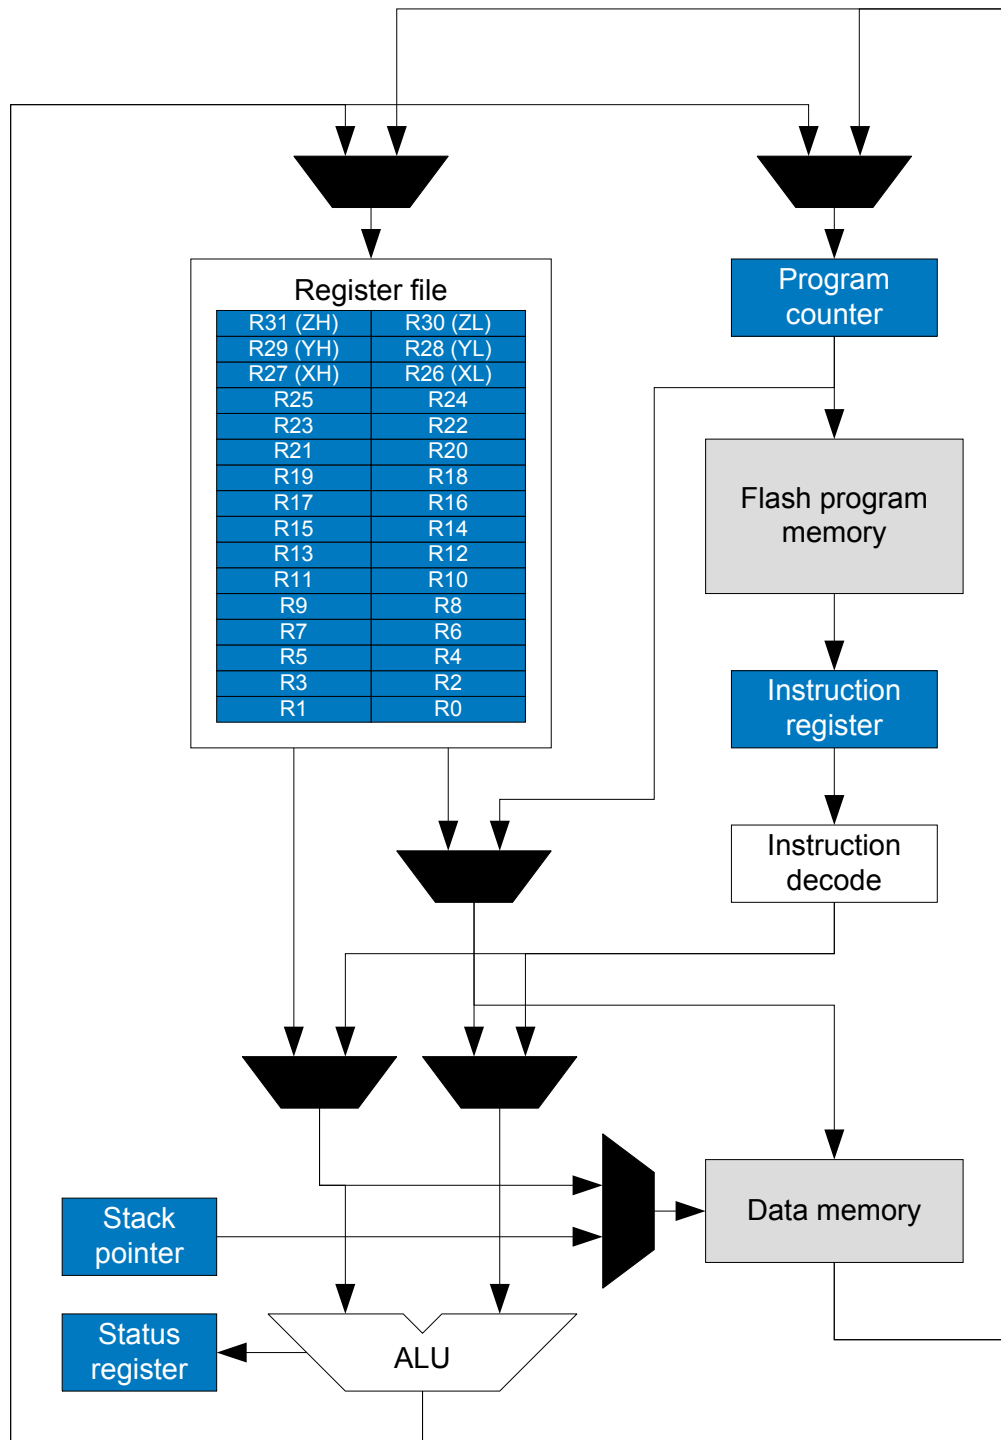 Register file
R31 (ZH) R30 (ZL)
R29 (YH) R28 (YL)
R27 (XH) R26 (XL)
R25 R24
R23 R22
R21 R20
R19 R18
R17 R16
R15 R14
R13 R12
R11 R10
R9 R8
R7 R6
R5 R4
R3 R2
R1 R0
Program
counter
Flash program
memory
Instruction
register
Instruction
decode
Stack
pointer
Data memory
Status
register
ALU